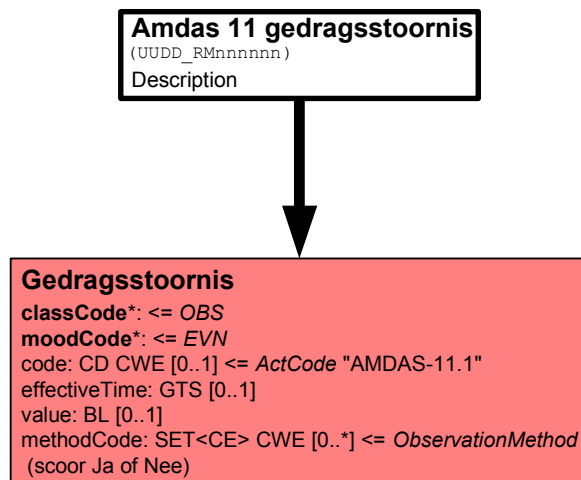 Amdas 11 gedragsstoornis
(UUDD_RMnnnnnn)
Description
Gedragsstoornis
classCode*: <= OBS
moodCode*: <= EVN
code: CD CWE [0..1] <= ActCode "AMDAS-11.1"
effectiveTime: GTS [0..1]
value: BL [0..1]
methodCode: SET<CE> CWE [0..*] <= ObservationMethod
(scoor Ja of Nee)